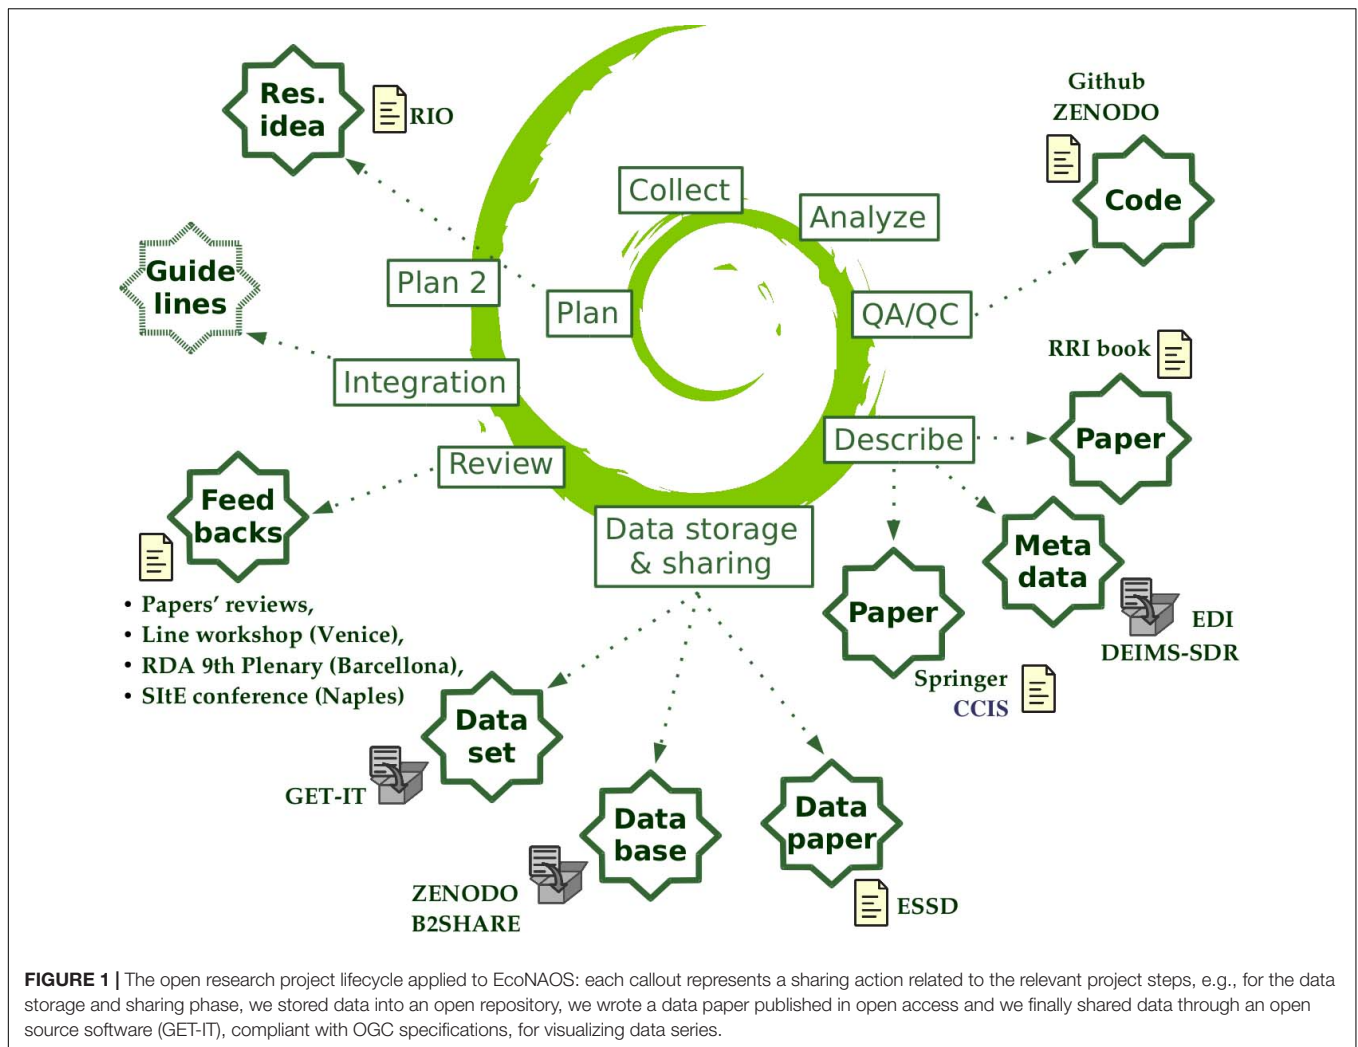 Res.
idea
RIO
Github
ZENODO
Code
Collect
Analyze
Guide
lines
Plan 2
Plan
QA/QC
RRI book
Integration
Describe
Paper
Review
Feed
backs
Data storage
& sharing
Meta
data
Paper
EDI
DEIMS-SDR
• Papers’ reviews,
• Line workshop (Venice),
• RDA 9th Plenary (Barcellona),
• SItE conference (Naples)
Springer
CCIS
Data
set
GET-IT
Data
base
Data
paper
ZENODO
B2SHARE
ESSD
FIGURE 1 | The open research project lifecycle applied to EcoNAOS: each callout represents a sharing action related to the relevant project steps, e.g., for the data
storage and sharing phase, we stored data into an open repository, we wrote a data paper published in open access and we finally shared data through an open
source software (GET-IT), compliant with OGC specifications, for visualizing data series.